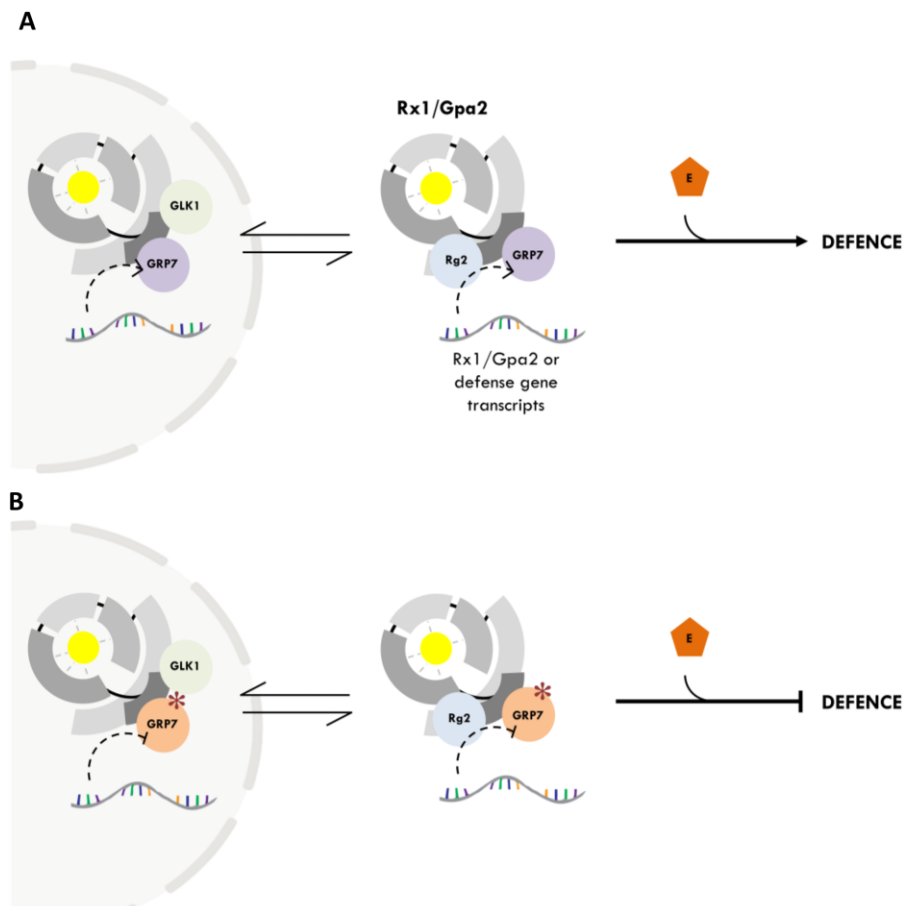 A
Rx1/Gpa2
GLK1
GRP7
Rg2
GRP7
E
DEFENCE
Rx1/Gpa2 or
defense gene
transcripts
B
GLK1
*
GRP7
Rg2
GRP7
*
E
DEFENCE